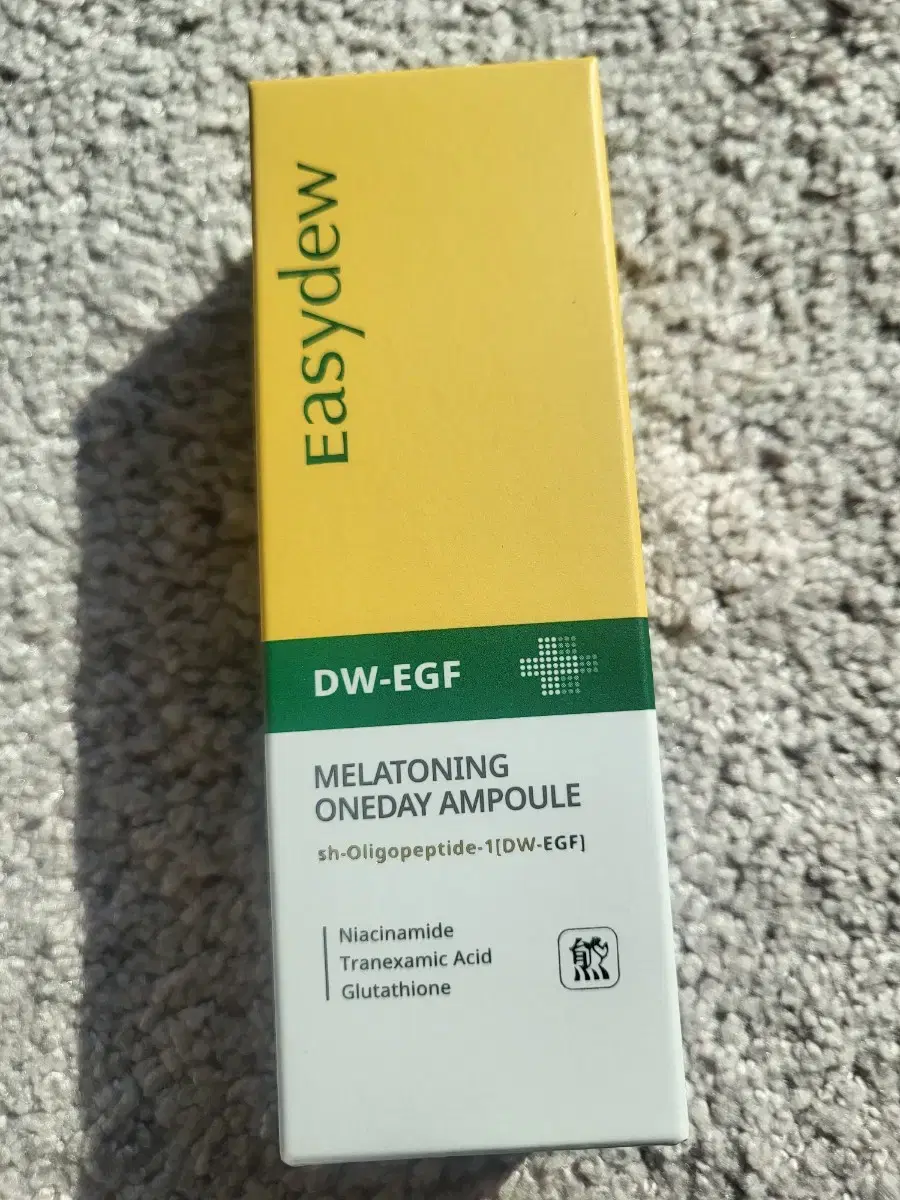 Easydew
DW-EGF
MELATONING
ONEDAY AMPOULE
sh-Oligopeptide-1[DW-EGF]
Niacinamide
Tranexamic Acid
Glutathione